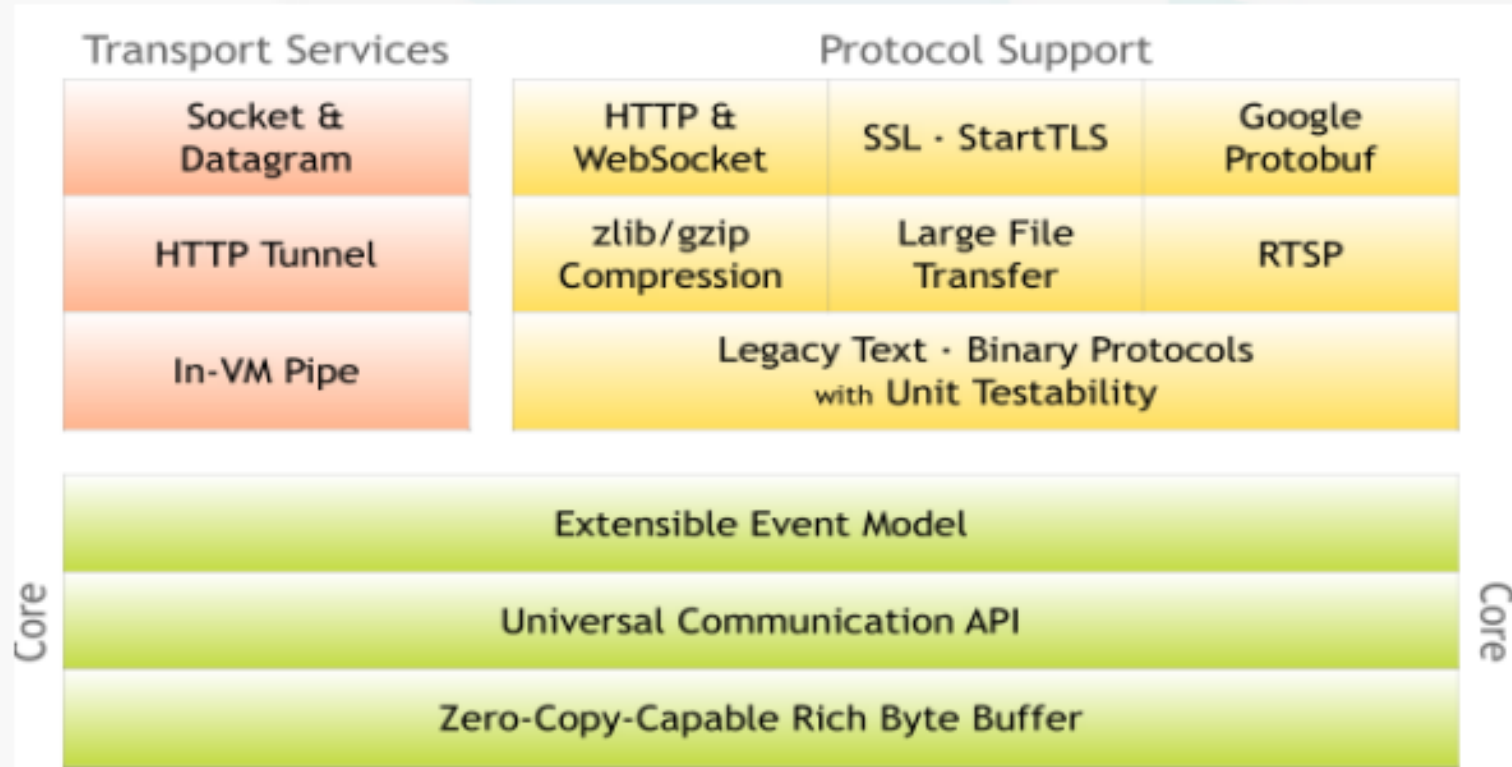 Transport Services
Protocol Support
Socket &
Datagram
HTTP &
WebSocket
SSL · StartTLS
Google
Protobuf
HTTP Tunnel
zlib/gzip
Compression
Large File
Transfer
RTSP
In-VM Pipe
Legacy Text · Binary Protocols
with Unit Testability
Core
Extensible Event Model
Universal Communication API
Zero-Copy-Capable Rich Byte Buffer
Core